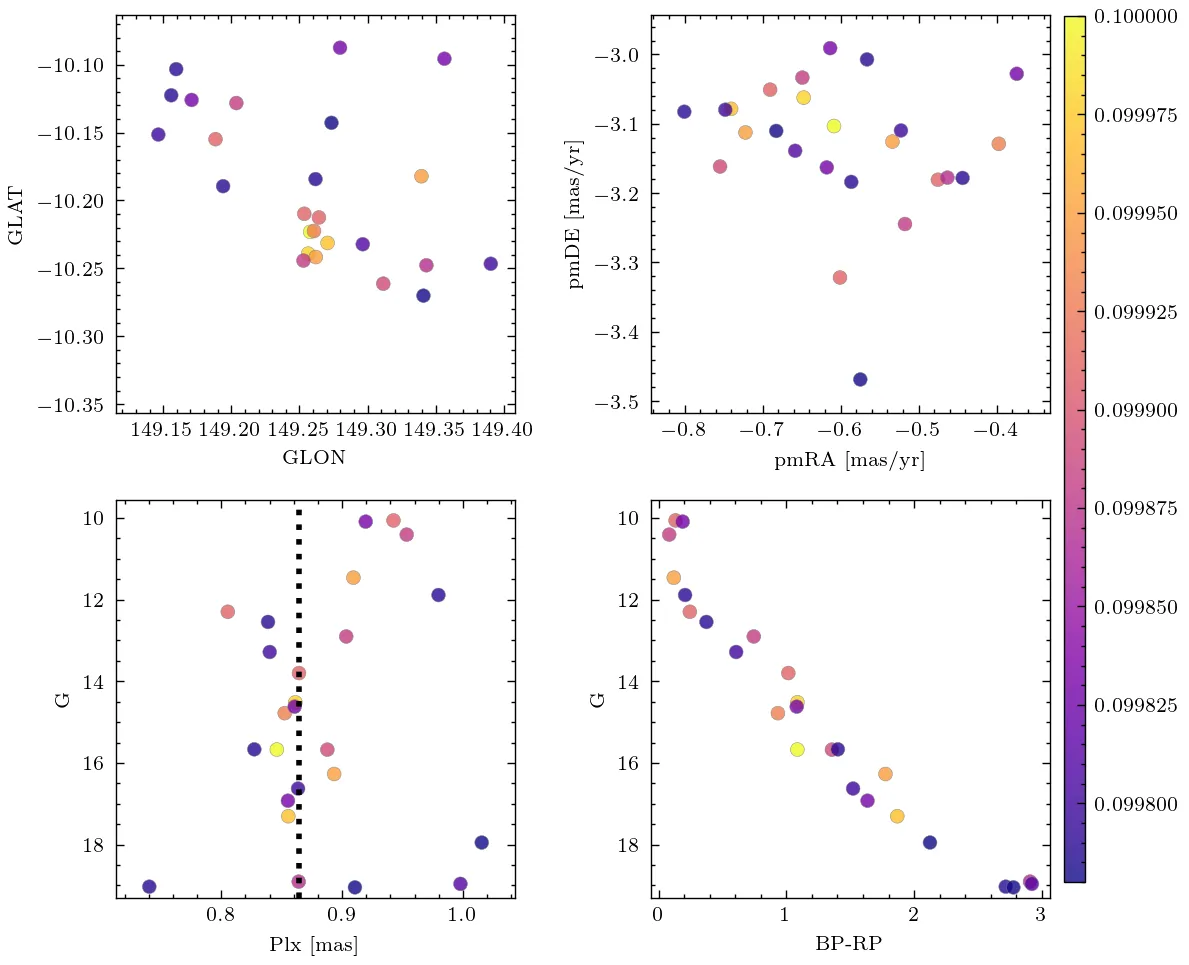 −10.10
−10.15
−10.20
−10.25
−10.30
−10.35
GLAT
149.15 149.20 149.25 149.30 149.35 149.40
GLON
−3.0
−3.1
−3.2
−3.3
−3.4
−3.5
pmDE [mas/yr]
−0.8 −0.7 −0.6 −0.5 −0.4
pmRA [mas/yr]
10
12
14
16
18
G
0.8 0.9 1.0
Plx [mas]
10
12
14
16
18
G
0 1 2 3
BP-RP
0.100000
0.099975
0.099950
0.099925
0.099900
0.099875
0.099850
0.099825
0.099800